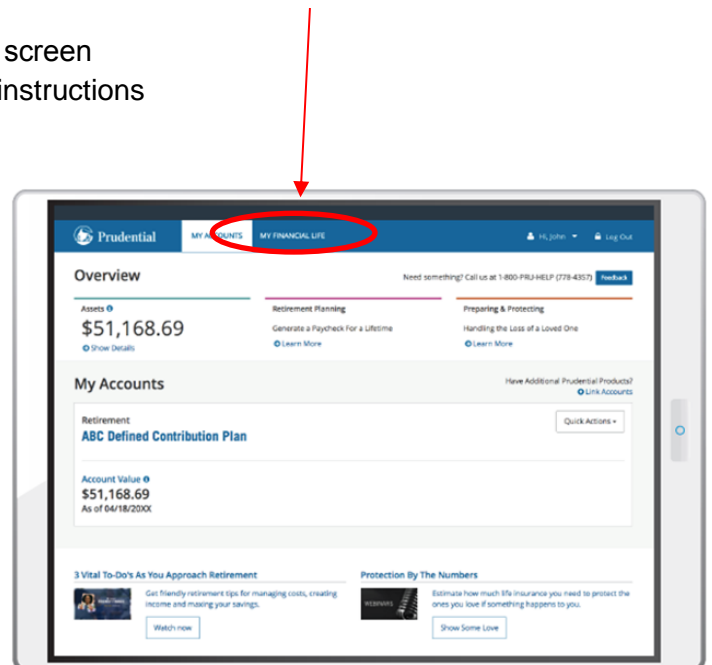 screen
instructions
Prudential MY ACCOUNTS MY FINANCIAL LIFE Hi, John Log Out
Overview Need something? Call us at 1-800-PRU-HELP (778-4357) Feedback
Assets Retirement Planning Preparing & Protecting
$51,168.69 Generate a Paycheck For a Lifetime Handling the Loss of a Loved One
Show Details Learn More Learn More
My Accounts Have Additional Prudential Products?
Link Accounts
Retirement Quick Actions
ABC Defined Contribution Plan
Account Value
$51,168.69
As of 04/18/20XX
3 Vital To-Do's As You Approach Retirement Protection By The Numbers
Get friendly retirement tips for managing costs, creating Estimate how much life insurance you need to protect the
income and maxing your savings. WEBINARS ones you love if something happens to you.
Watch now Show Some Love